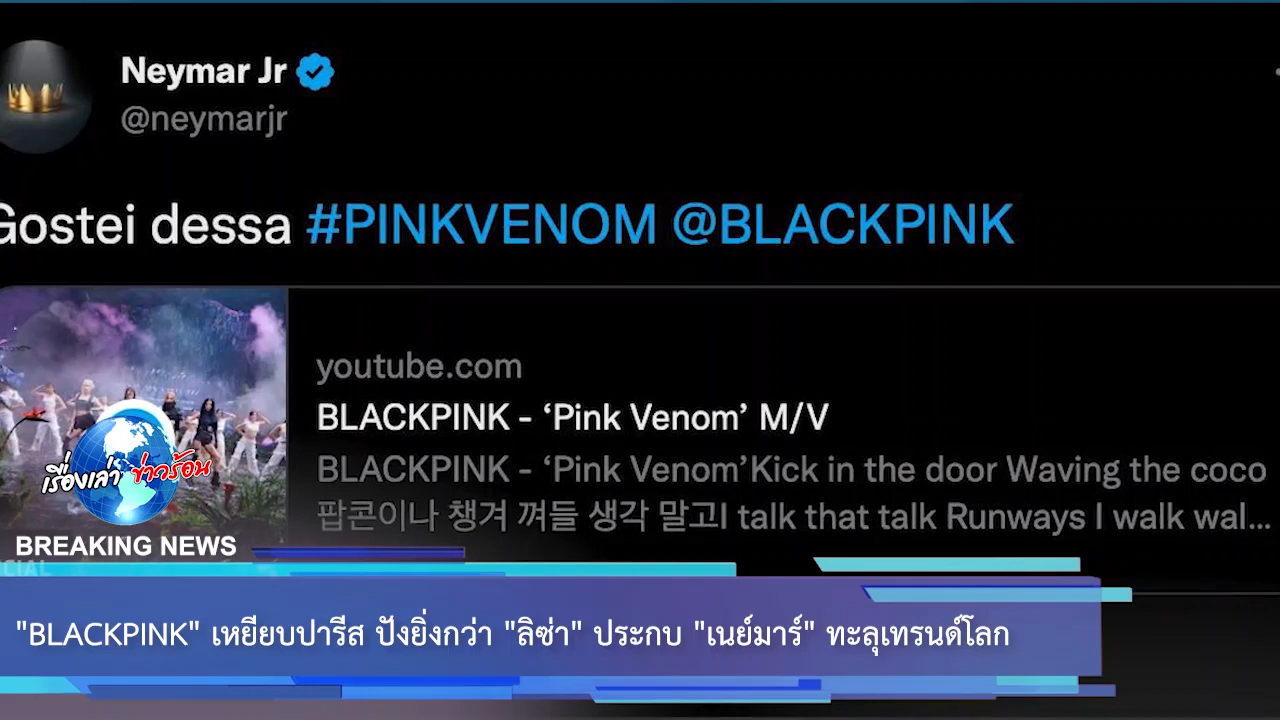 Neymar Jr
@neymarjr
Gostei dessa #PINKVENOM @BLACKPINK
youtube.com
BLACKPINK - ‘Pink Venom’ M/V
BLACKPINK - ‘Pink Venom’Kick in the door Waving the coco
팝콘이나 챙겨 껴들 생각 말고I talk that talk Runways I walk wal...
เรื่องเล่า ข่าวร้อน
BREAKING NEWS
"BLACKPINK" เหยียบปารีส ปังยิ่งกว่า "ลิซ่า" ประกบ "เนย์มาร์" ทะลุเทรนด์โลก